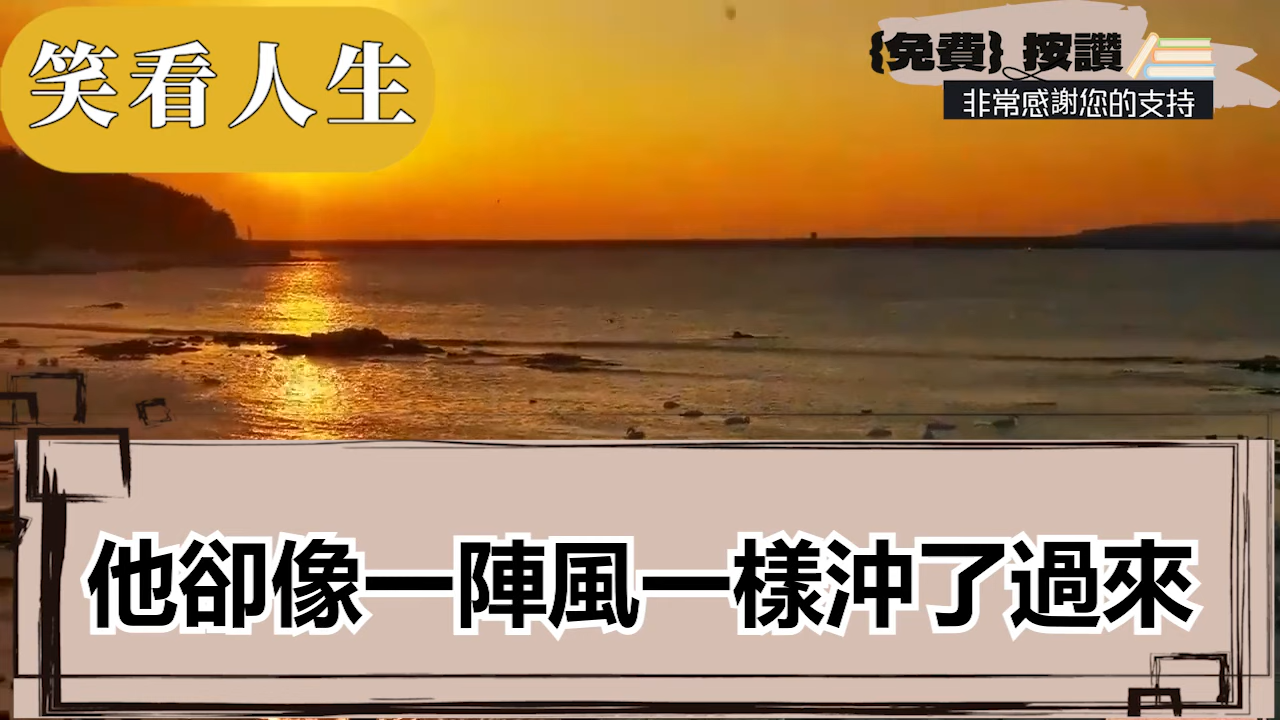 笑看人生
{免費} 按讚
非常感謝您的支持
他卻像一陣風一樣沖了過來